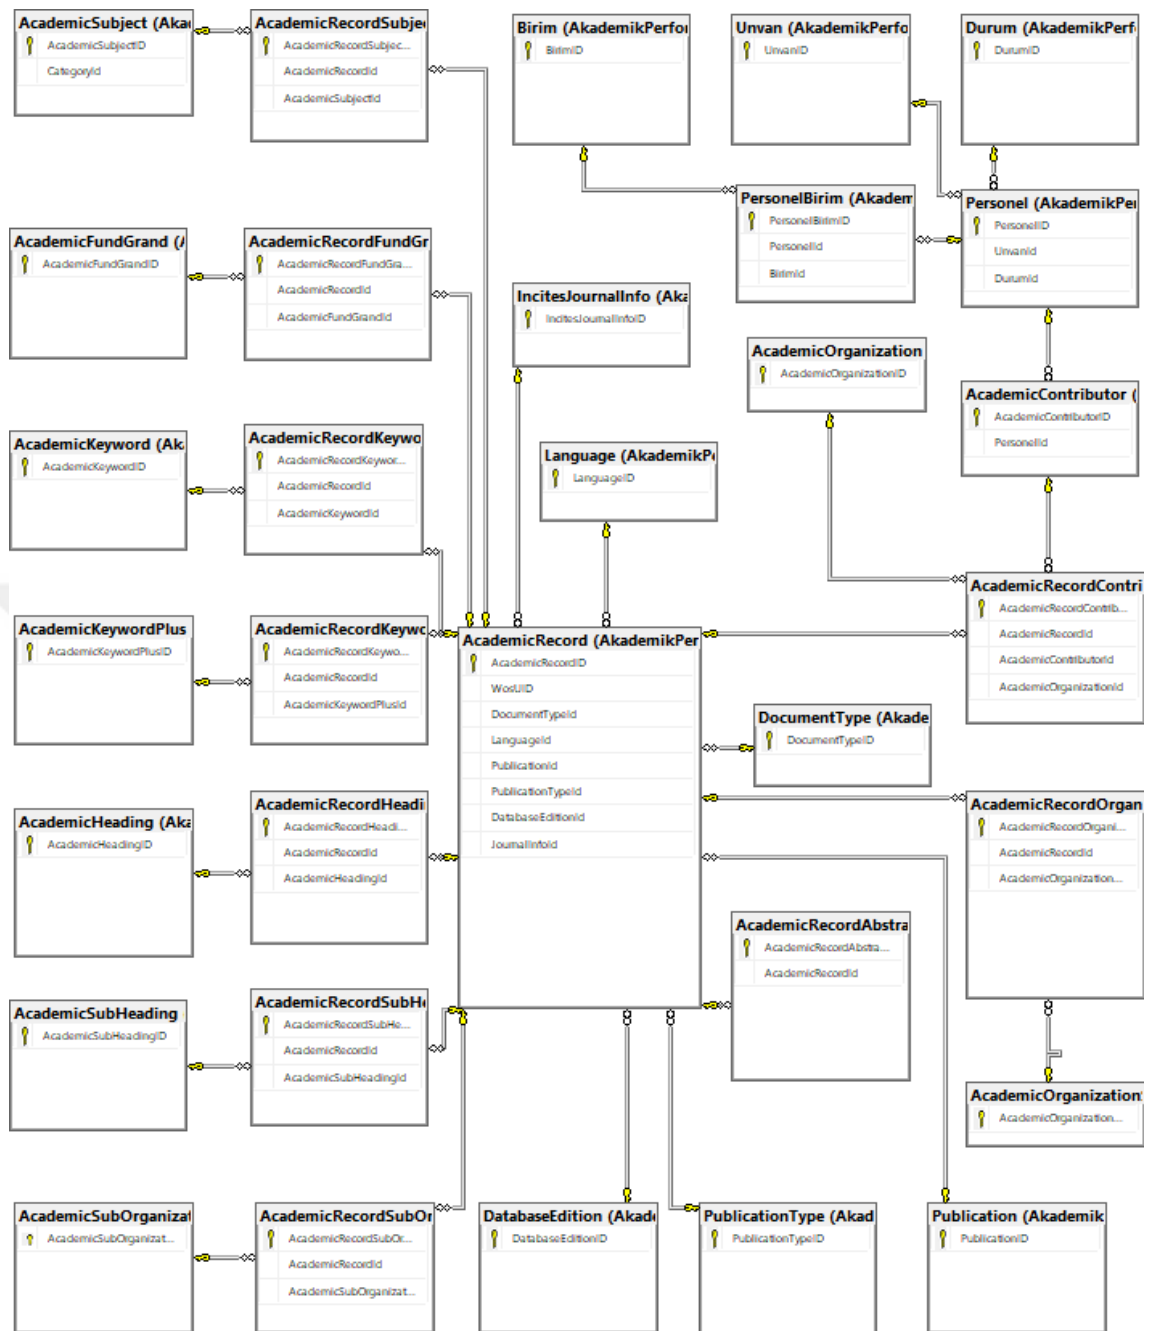 AcademicSubject (Aka
AcademicSubjectID
CategoryId
AcademicRecordSubje
AcademicRecordSubjec...
AcademicRecordId
AcademicSubjectId
Birim (AkademikPerfo
BirimID
Unvan (AkademikPerfo
UnvanID
Durum (AkademikPerf
DurumID
PersonelBirim (Akadem
PersonelBirimID
PersonelId
BirimId
Personel (AkademikPe
PersonelID
UnvanId
DurumId
AcademicFundGrand (
AcademicFundGrandID
AcademicRecordFundGr
AcademicRecordFundGra...
AcademicRecordId
AcademicFundGrandId
IncitesJournalInfo (Aka
IncitesJournalInfoID
AcademicOrganization
AcademicOrganizationID
AcademicContributor (
AcademicContributorID
PersonelId
AcademicKeyword (Ak
AcademicKeywordID
AcademicRecordKeywo
AcademicRecordKeywor...
AcademicRecordId
AcademicKeywordId
Language (AkademikP
LanguageID
AcademicRecordContri
AcademicRecordContrib...
AcademicRecordId
AcademicContributorId
AcademicOrganizationId
AcademicKeywordPlus
AcademicKeywordPlusID
AcademicRecordKeywo
AcademicRecordKeywo...
AcademicRecordId
AcademicKeywordPlusId
AcademicRecord (AkademikPer
AcademicRecordID
WosUID
DocumentTypeId
LanguageId
PublicationId
PublicationTypeId
DatabaseEditionId
JournalInfoId
DocumentType (Akade
DocumentTypeID
AcademicHeading (Aka
AcademicHeadingID
AcademicRecordHeadi
AcademicRecordHeadi...
AcademicRecordId
AcademicHeadingId
AcademicRecordOrgan
AcademicRecordOrgani...
AcademicRecordId
AcademicOrganization...
AcademicRecordAbstra
AcademicRecordAbstra...
AcademicRecordId
AcademicSubHeading
AcademicSubHeadingID
AcademicRecordSubH
AcademicRecordSubHe...
AcademicRecordId
AcademicSubHeadingId
AcademicOrganization
AcademicOrganization...
AcademicSubOrganizat
AcademicSubOrganizat...
AcademicRecordSubOr
AcademicRecordSubOr...
AcademicRecordId
AcademicSubOrganizat...
DatabaseEdition (Akad
DatabaseEditionID
PublicationType (Akad
PublicationTypeID
Publication (Akademik
PublicationID